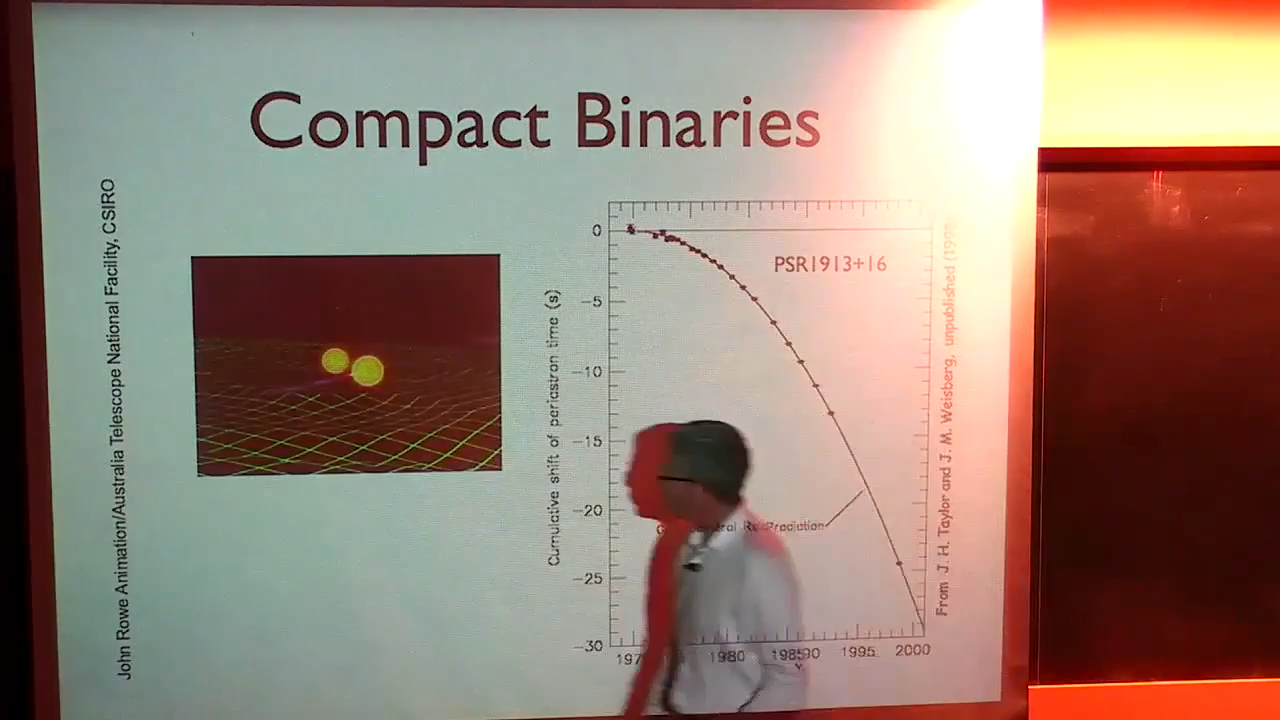 Compact Binaries
John Rowe Animation/Australia Telescope National Facility, CSIRO
Cumulative shift of periastron time (s)
0
−5
−10
−15
−20
−25
−30
PSR1913+16
1980
1995
2000
From J. H. Taylor and J. M. Weisberg, unpublished